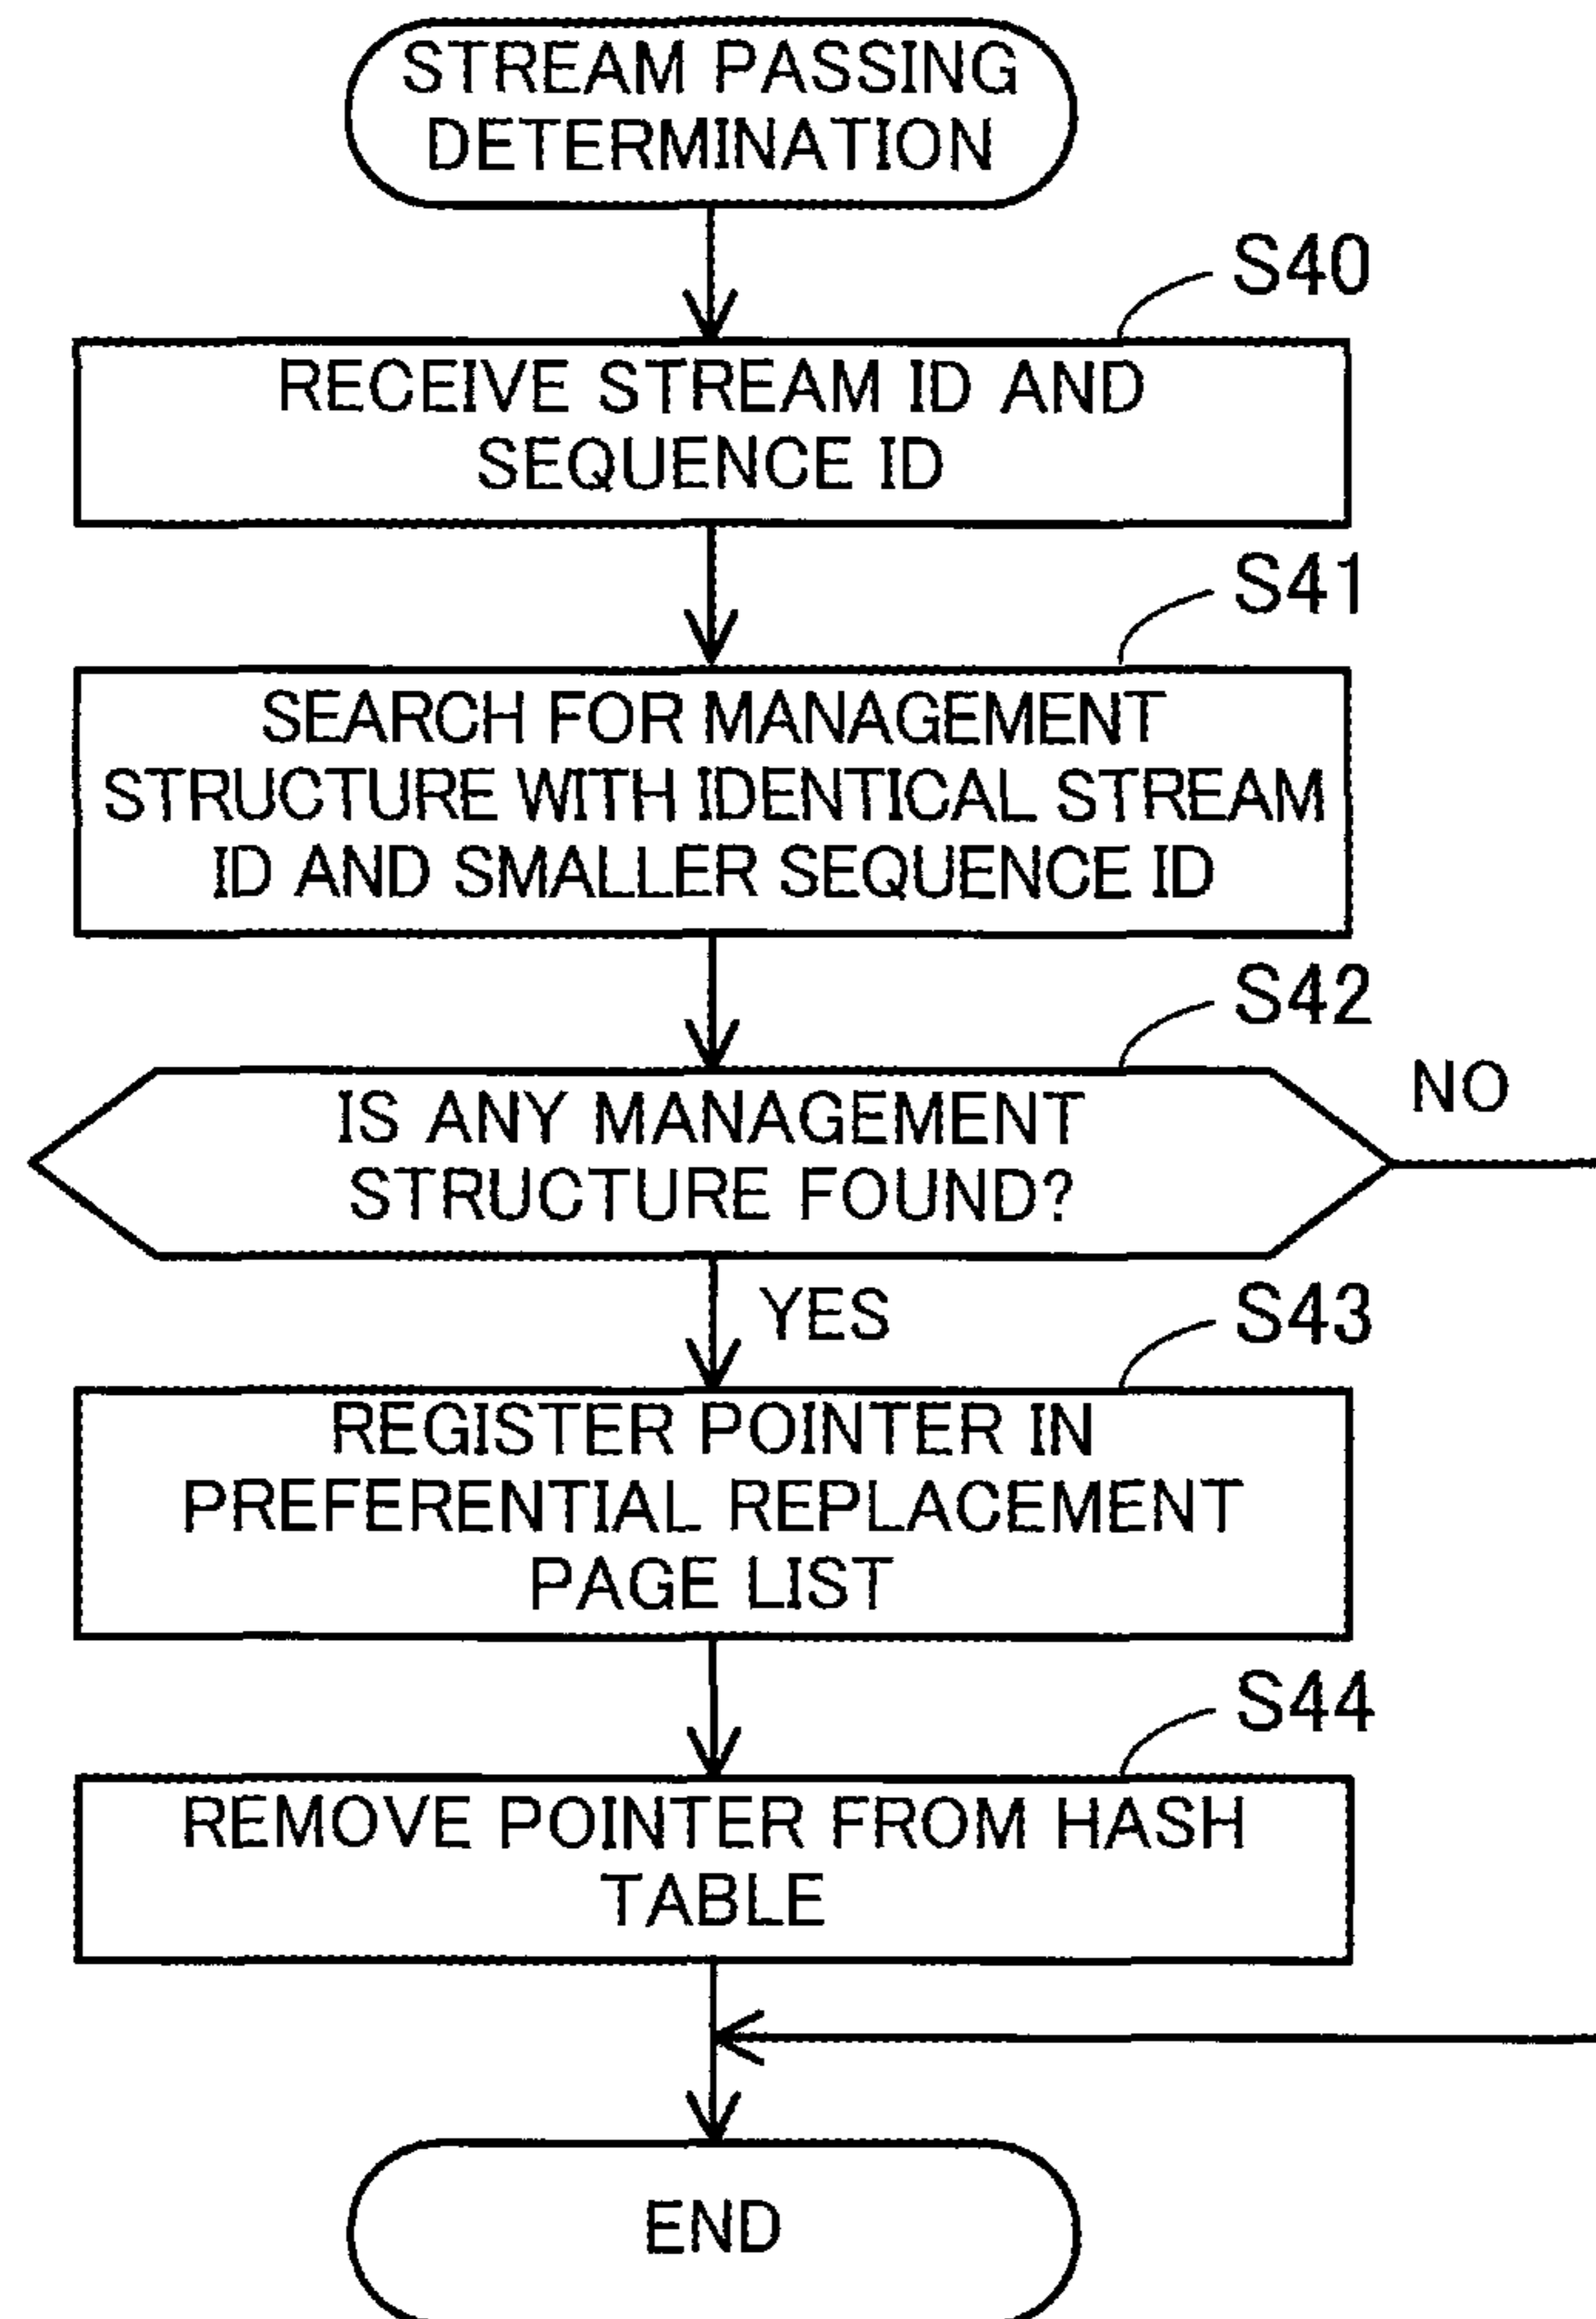 STREAM PASSING
DETERMINATION
S40
RECEIVE STREAM ID AND
SEQUENCE ID
S41
SEARCH FOR MANAGEMENT
STRUCTURE WITH IDENTICAL STREAM
ID AND SMALLER SEQUENCE ID
S42
NO
IS ANY MANAGEMENT
STRUCTURE FOUND?
YES
S43
REGISTER POINTER IN
PREFERENTIAL REPLACEMENT
PAGE LIST
S44
REMOVE POINTER FROM HASH
TABLE
END